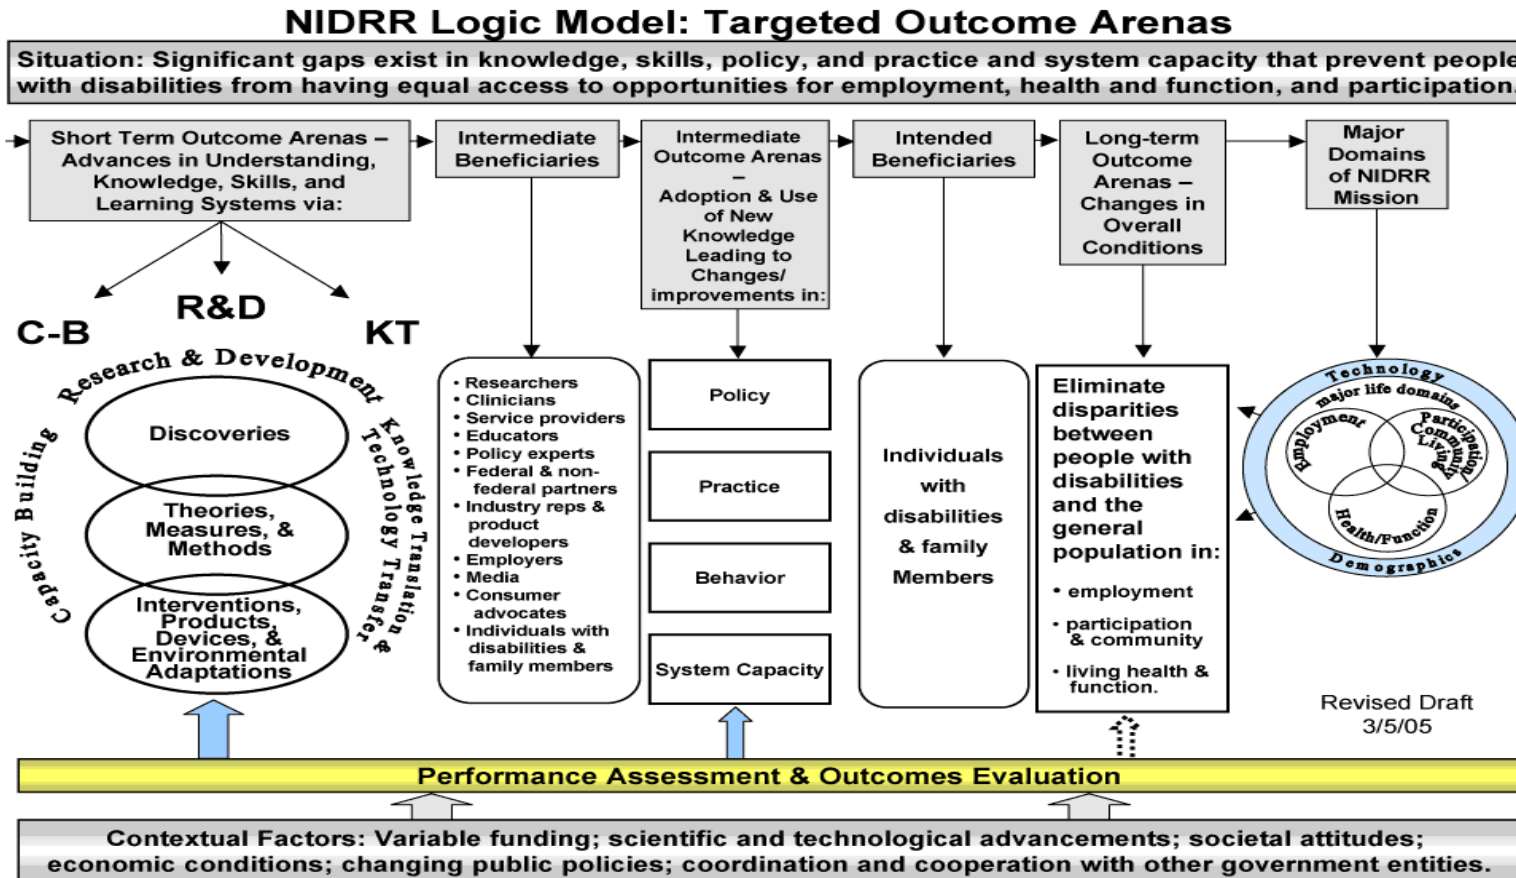 NIDRR Logic Model: Targeted Outcome Arenas
Situation: Significant gaps exist in knowledge, skills, policy, and practice and system capacity that prevent people
with disabilities from having equal access to opportunities for employment, health and function, and participation.
Short Term Outcome Arenas –
Advances in Understanding,
Knowledge, Skills, and
Learning Systems via:
Intermediate
Beneficiaries
Intermediate
Outcome Arenas
–
Adoption & Use
of New
Knowledge
Leading to
Changes/
improvements in:
Intended
Beneficiaries
Long-term
Outcome
Arenas –
Changes in
Overall
Conditions
Major
Domains
of NIDRR
Mission
C-B
R&D
KT
Capacity Building
Research & Development
Knowledge Translation &
Technology Transfer
Discoveries
Theories,
Measures, &
Methods
Interventions,
Products,
Devices, &
Environmental
Adaptations
• Researchers
• Clinicians
• Service providers
• Educators
• Policy experts
• Federal & non-
federal partners
• Industry reps &
product
developers
• Employers
• Media
• Consumer
advocates
• Individuals with
disabilities &
family members
Policy
Practice
Behavior
System Capacity
Individuals
with
disabilities
& family
Members
Eliminate
disparities
between
people with
disabilities
and the
general
population in:
• employment
• participation
& community
• living health &
function.
Technology
major life domains
Employment
Participation/
Community
Living
Health/Function
Demographics
Revised Draft
3/5/05
Performance Assessment & Outcomes Evaluation
Contextual Factors: Variable funding; scientific and technological advancements; societal attitudes;
economic conditions; changing public policies; coordination and cooperation with other government entities.